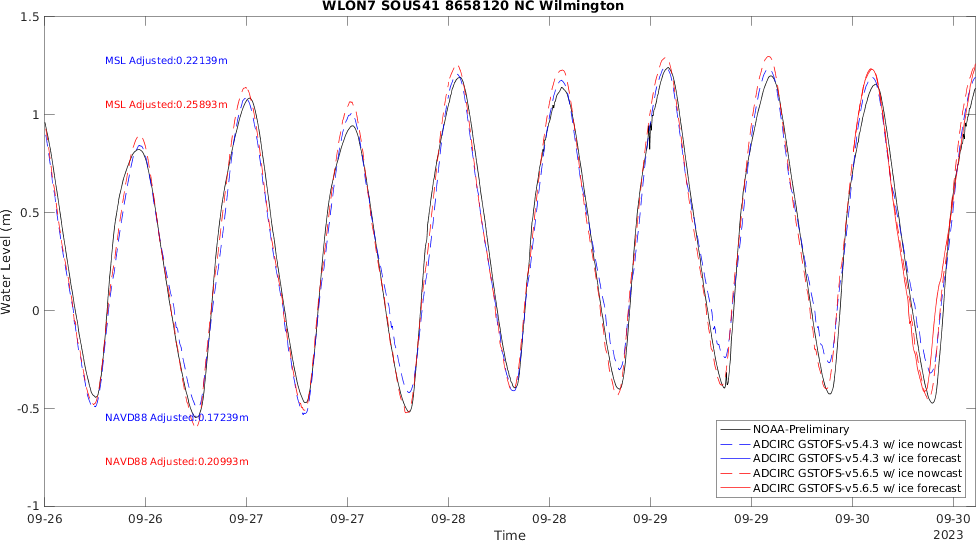 WLON7 SOUS41 8658120 NC Wilmington
1.5
MSL Adjusted:0.22139m
MSL Adjusted:0.25893m
1
0.5
Water Level (m)
0
-0.5
NAVD88 Adjusted:0.17239m
NAVD88 Adjusted:0.20993m
NOAA-Preliminary
ADCIRC GSTOFS-v5.4.3 w/ ice nowcast
ADCIRC GSTOFS-v5.4.3 w/ ice forecast
ADCIRC GSTOFS-v5.6.5 w/ ice nowcast
ADCIRC GSTOFS-v5.6.5 w/ ice forecast
-1
09-26 09-26 09-27 09-27 09-28 09-28 09-29 09-29 09-30 09-30
2023
Time